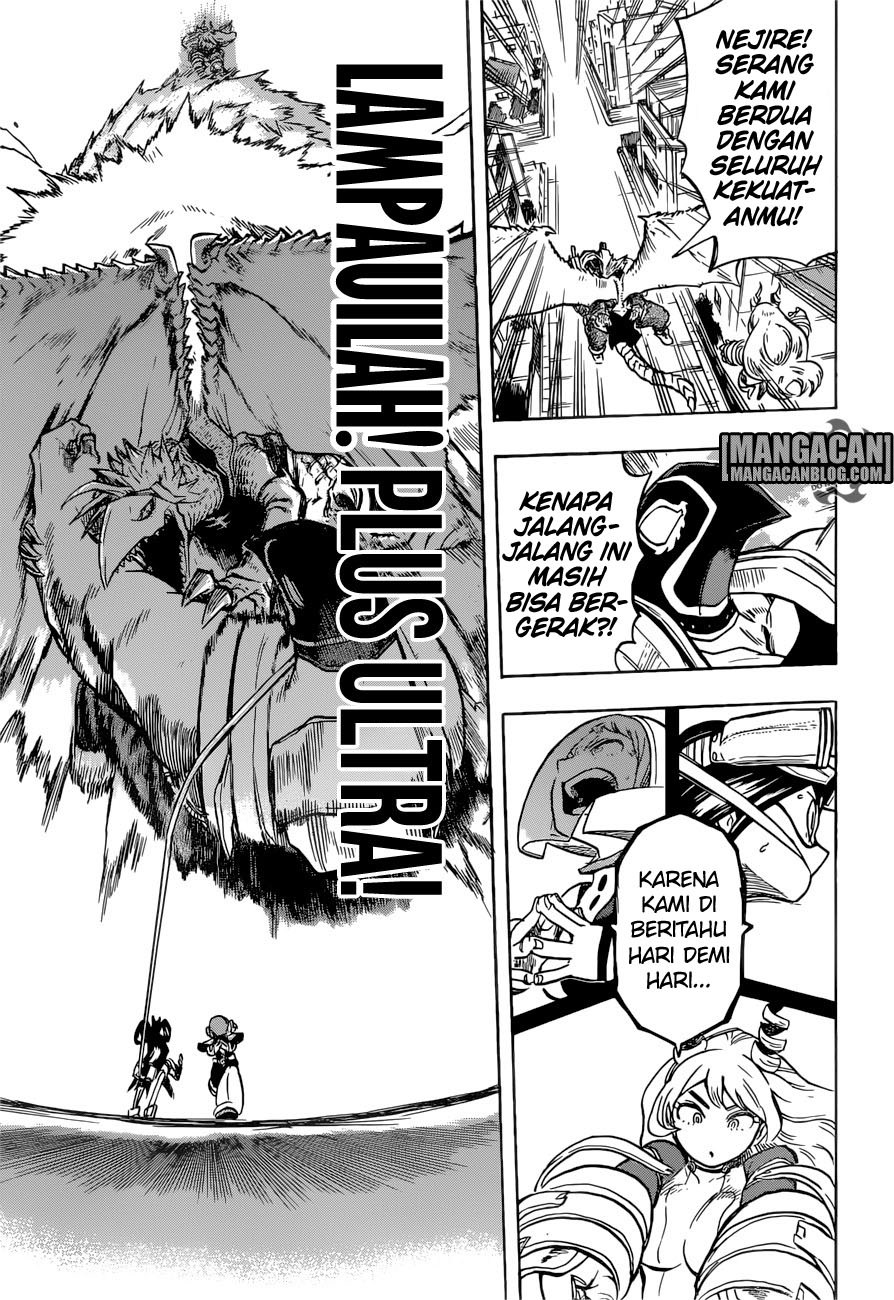 NEJIRE!
SERANG
KAMI
BERDUA
DENGAN
SELURUH
KEKUAT-
ANMU!
MANGACAN
MANGACANBLOG.COM
KENAPA
JALANG-
JALANG INI
MASIH
BISA BER-
GERAK?!
KARENA
KAMI DI
BERITAHU
HARI DEMI
HARI...
LAMPAUILAH! PLUS ULTRA!